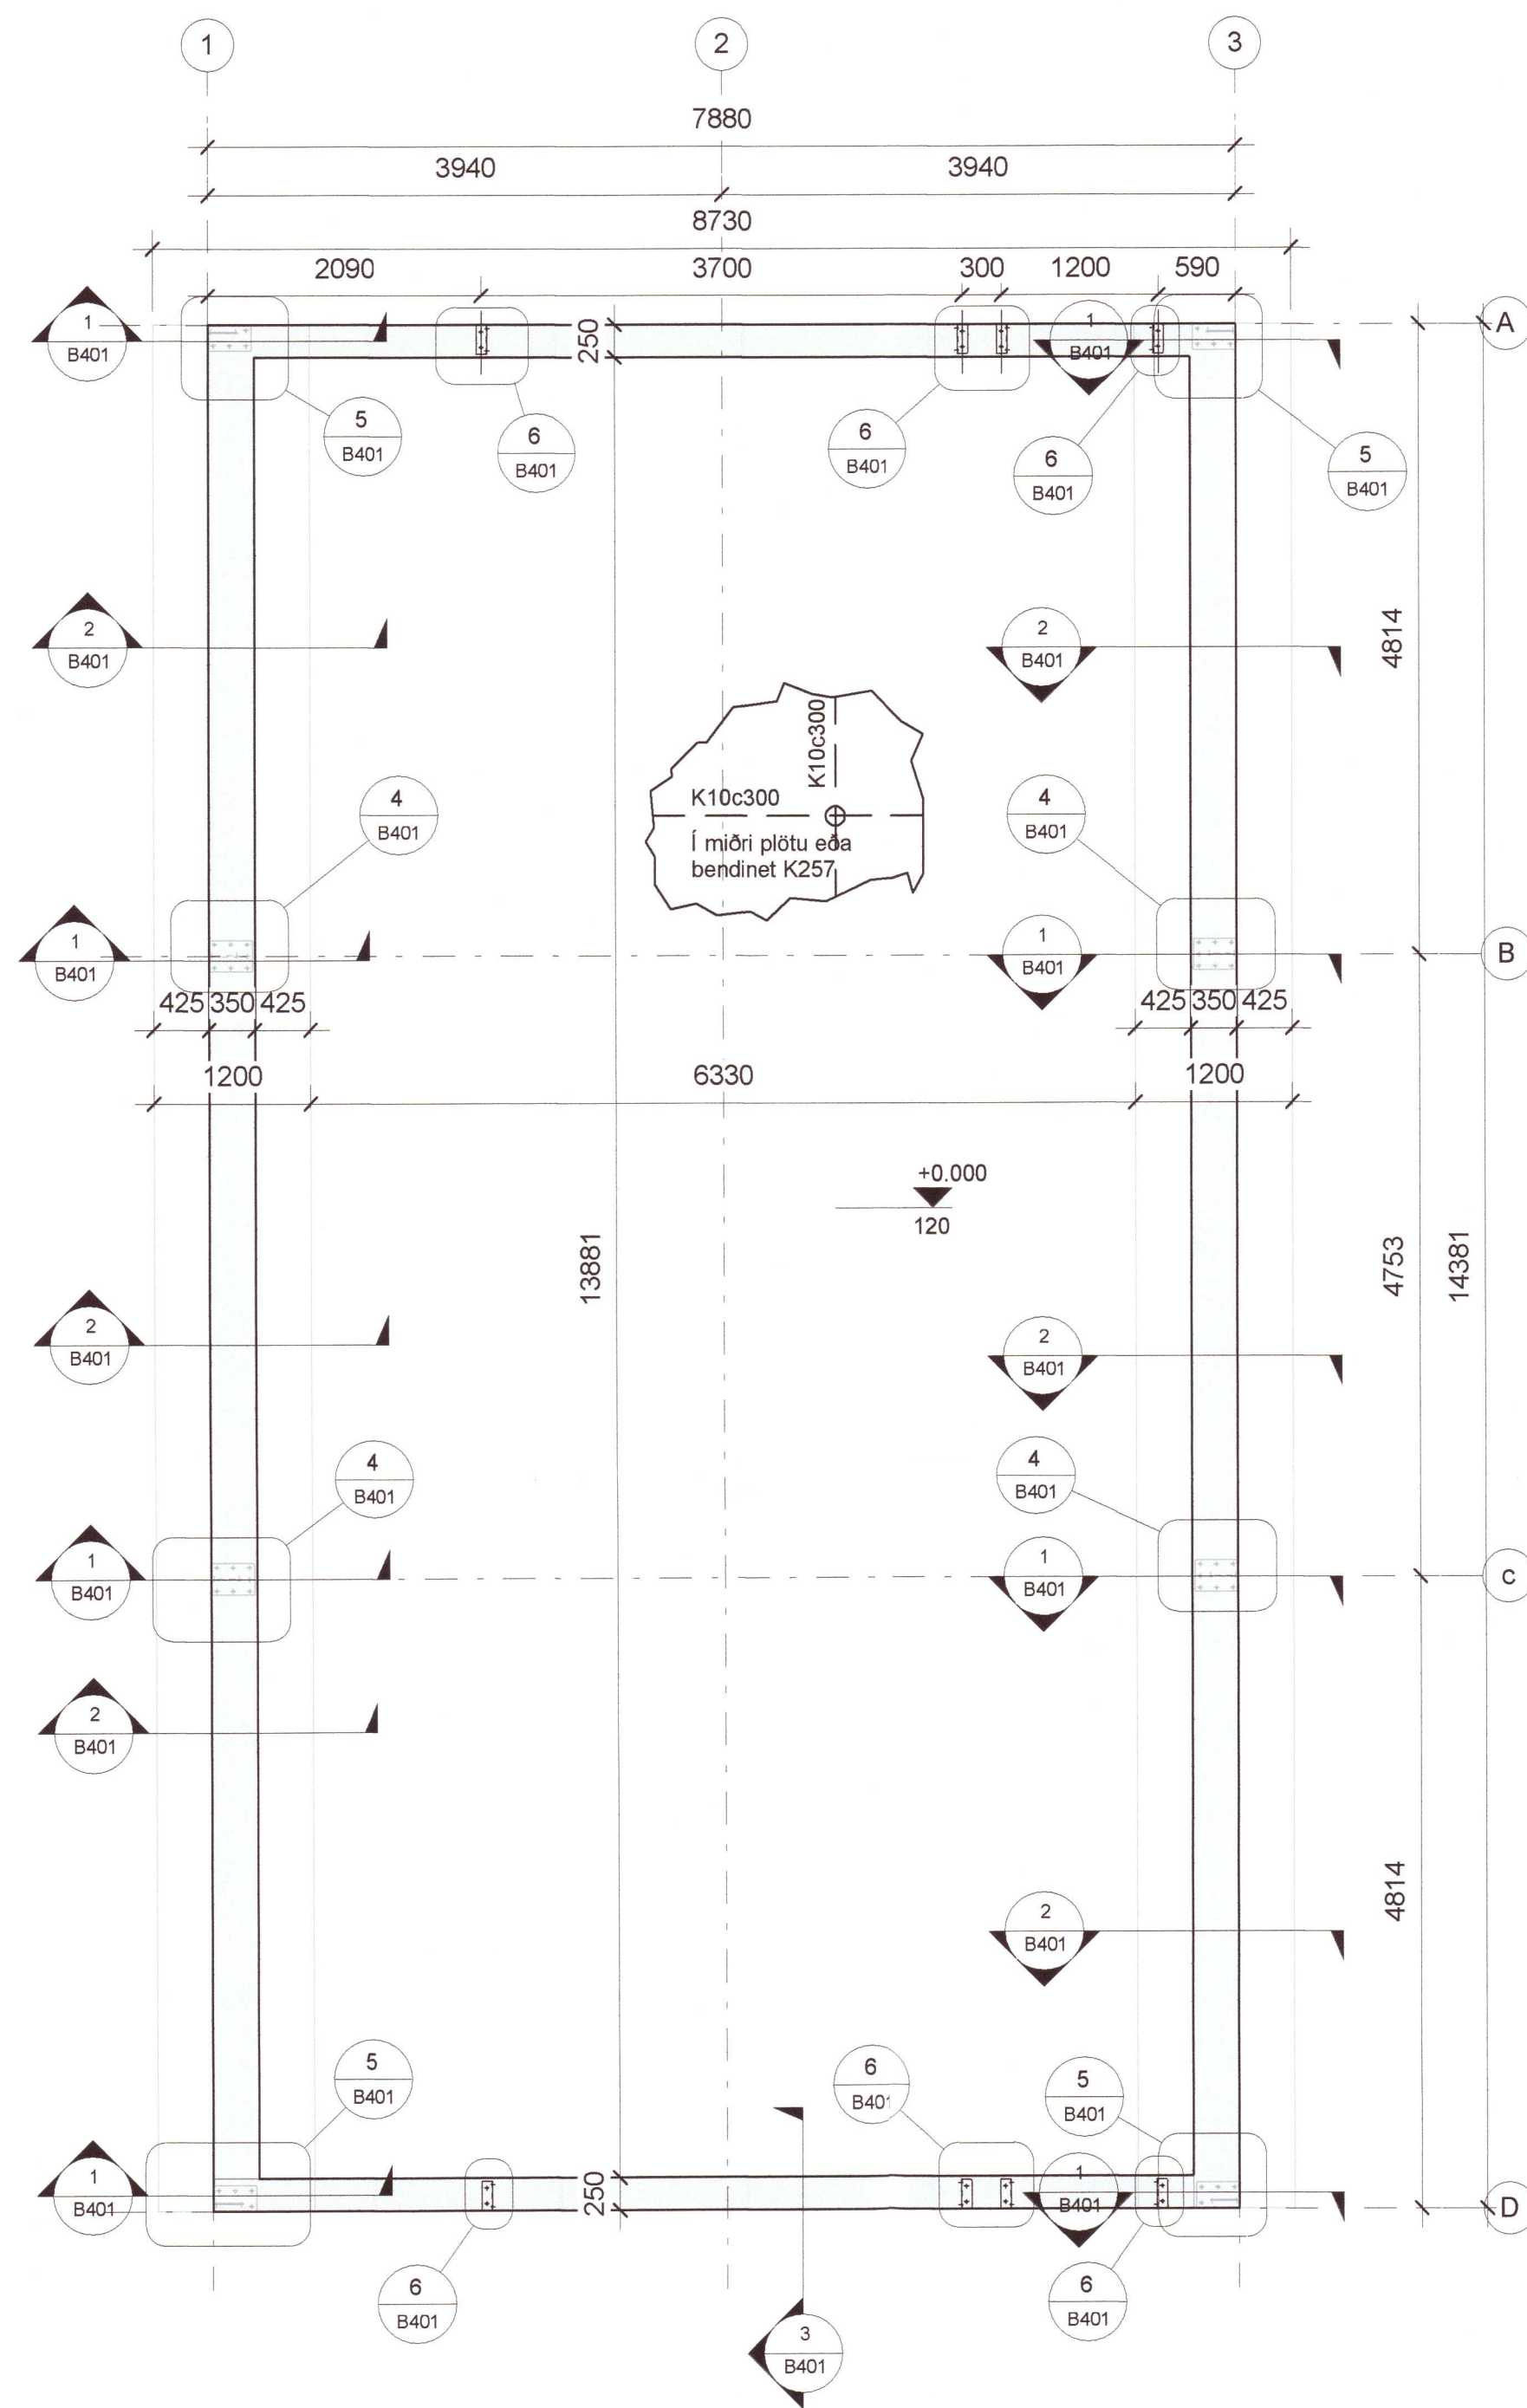 1
2
3
7880
3940
3940
8730
2090
3700
300
1200
590
1
B401
250
1
B401
A
5
B401
6
B401
6
B401
6
B401
5
B401
2
B401
2
B401
4814
K10c300
K10c300
Í miðri plötu eða
bendinet K257
4
B401
4
B401
1
B401
1
B401
B
425
350
425
425
350
425
1200
6330
1200
+0.000
120
13881
4753
14381
2
B401
2
B401
4
B401
4
B401
1
B401
1
B401
c
2
B401
4814
2
B401
5
B401
6
B401
5
B401
1
B401
250
1
B401
D
6
B401
6
B401
3
B401